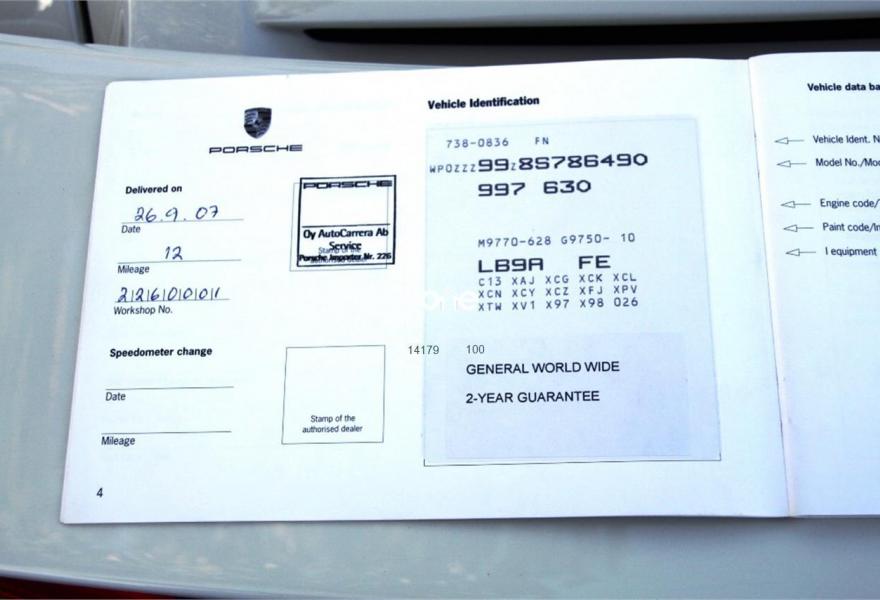 PORSCHE
Delivered on
26.9.07
Date
12
Mileage
2|2|6|0|0|0|1
Workshop No.
PORSCHE
Oy AutoCarrera Ab
Service
Porsche Importer Nr. 226
Speedometer change
Date
Mileage
Stamp of the
authorised dealer
4
Vehicle Identification
738-0836 FN
WP0ZZZ99Z8S786490
997 630
M9770-628 G9750- 10
LB9A FE
C13 XAJ XCG XCK XCL
XCN XCY XCZ XFJ XPV
XTW XV1 X97 X98 026
14179 100
GENERAL WORLD WIDE
2-YEAR GUARANTEE
Vehicle data ba
Vehicle Ident. N
Model No./Mod
Engine code/
Paint code/In
l equipment